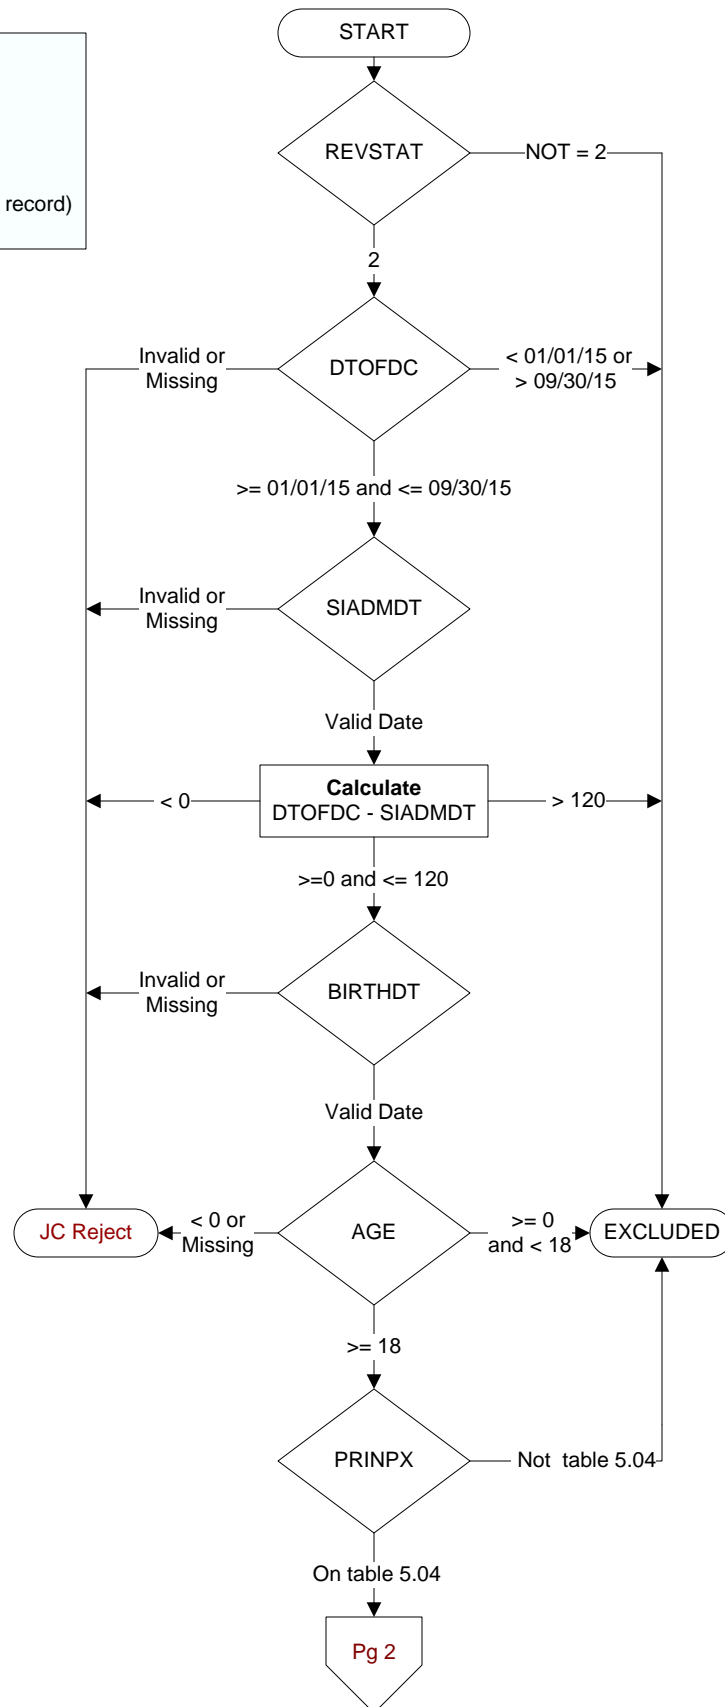 START
record)
REVSTAT
NOT = 2
2
Invalid or
Missing
DTOFDC
< 01/01/15 or
> 09/30/15
>= 01/01/15 and <= 09/30/15
Invalid or
Missing
SIADMDT
Valid Date
< 0
Calculate
DTOFDC - SIADMDT
> 120
>=0 and <= 120
Invalid or
Missing
BIRTHDT
Valid Date
JC Reject
< 0 or
Missing
AGE
>= 0
and < 18
EXCLUDED
>= 18
PRINPX
Not table 5.04
On table 5.04
Pg 2